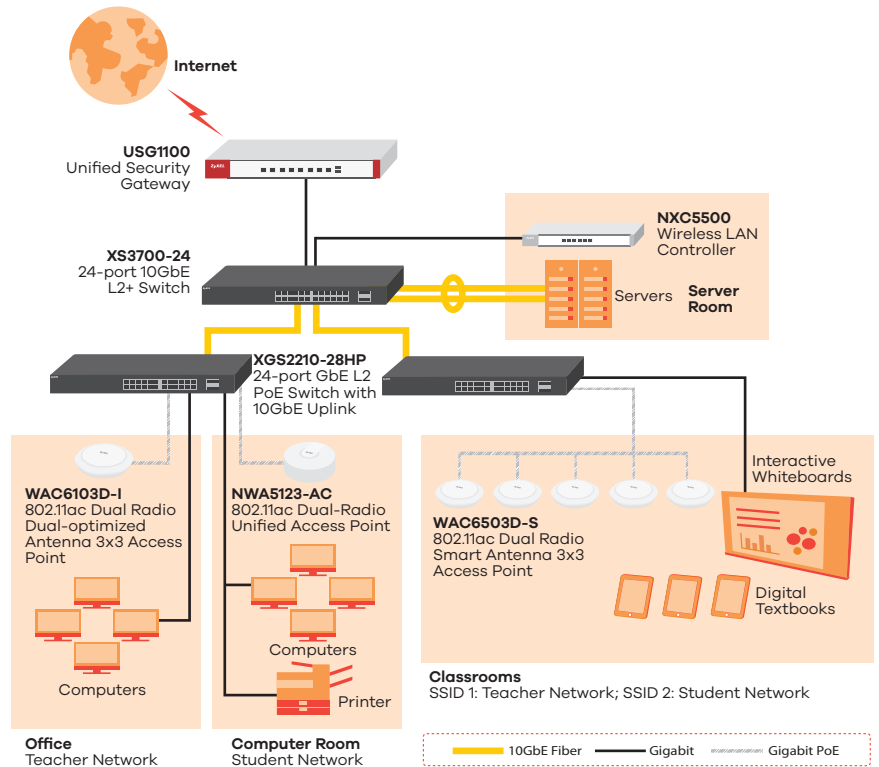 Internet
USG1100
Unified Security
Gateway
ZyXEL
NXC5500
Wireless LAN
Controller
XS3700-24
24-port 10GbE
L2+ Switch
Servers
Server
Room
XGS2210-28HP
24-port GbE L2
PoE Switch with
10GbE Uplink
WAC6103D-I
802.11ac Dual Radio
Dual-optimized
Antenna 3x3 Access
Point
Computers
NWA5123-AC
802.11ac Dual-Radio
Unified Access Point
Computers
Printer
WAC6503D-S
802.11ac Dual Radio
Smart Antenna 3x3
Access Point
Interactive
Whiteboards
Digital
Textbooks
Classrooms
SSID 1: Teacher Network; SSID 2: Student Network
Office
Teacher Network
Computer Room
Student Network
10GbE Fiber
Gigabit
Gigabit PoE